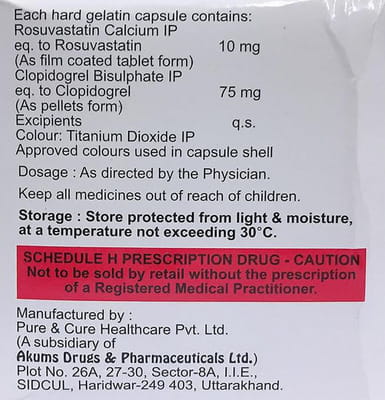 Each hard gelatin capsule contains:
Rosuvastatin Calcium IP
eq. to Rosuvastatin 10 mg
(As film coated tablet form)
Clopidogrel Bisulphate IP
eq. to Clopidogrel 75 mg
(As pellets form)
Excipients q.s.
Colour: Titanium Dioxide IP
Approved colours used in capsule shell
Dosage : As directed by the Physician.
Keep all medicines out of reach of children.
Storage : Store protected from light & moisture,
at a temperature not exceeding 30°C.
SCHEDULE H PRESCRIPTION DRUG - CAUTION
Not to be sold by retail without the prescription
of a Registered Medical Practitioner.
Manufactured by :
Pure & Cure Healthcare Pvt. Ltd.
(A subsidiary of
Akums Drugs & Pharmaceuticals Ltd.)
Plot No. 26A, 27-30, Sector-8A, I.I.E.,
SIDCUL, Haridwar-249 403, Uttarakhand.